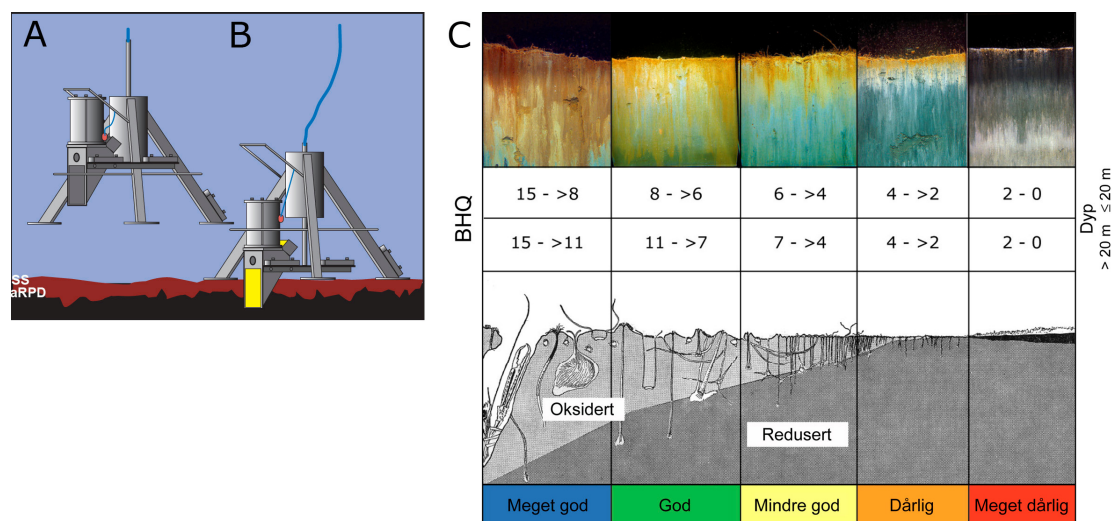 A
B
SS
aRPD
C
BHQ
15 - >8
8 - >6
6 - >4
4 - >2
2 - 0
15 - >11
11 - >7
7 - >4
4 - >2
2 - 0
Dyp
> 20 m ≤ 20 m
Oksidert
Redusert
Meget god
God
Mindre god
Dårlig
Meget dårlig